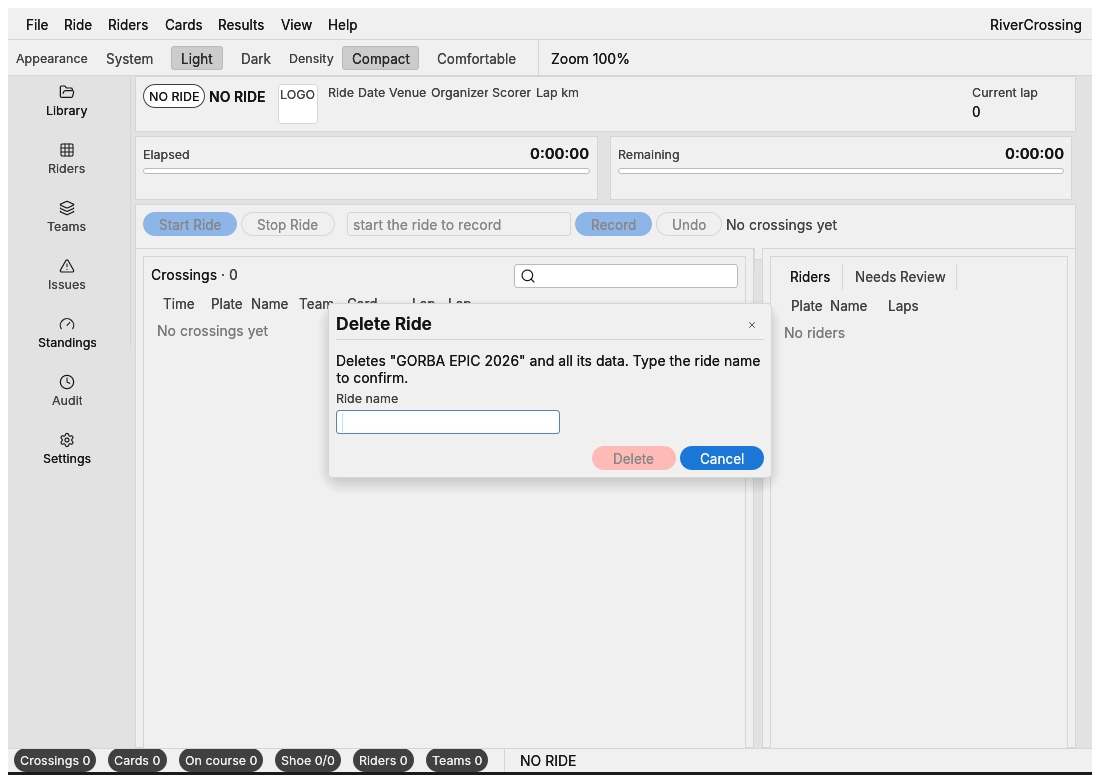 File Ride Riders Cards Results View Help RiverCrossing
Appearance System Light Dark Density Compact Comfortable Zoom 100%
Library
Riders
Teams
Issues
Standings
Audit
Settings
NO RIDE NO RIDE LOGO Ride Date Venue Organizer Scorer Lap km Current lap
0
Elapsed 0:00:00 Remaining 0:00:00
Start Ride Stop Ride start the ride to record Record Undo No crossings yet
Crossings · 0
Time Plate Name Team Card Lap Lap
No crossings yet
Riders Needs Review
Plate Name Laps
No riders
Delete Ride ×
Deletes "GORBA EPIC 2026" and all its data. Type the ride name
to confirm.
Ride name
Delete Cancel
Crossings 0 Cards 0 On course 0 Shoe 0/0 Riders 0 Teams 0 NO RIDE